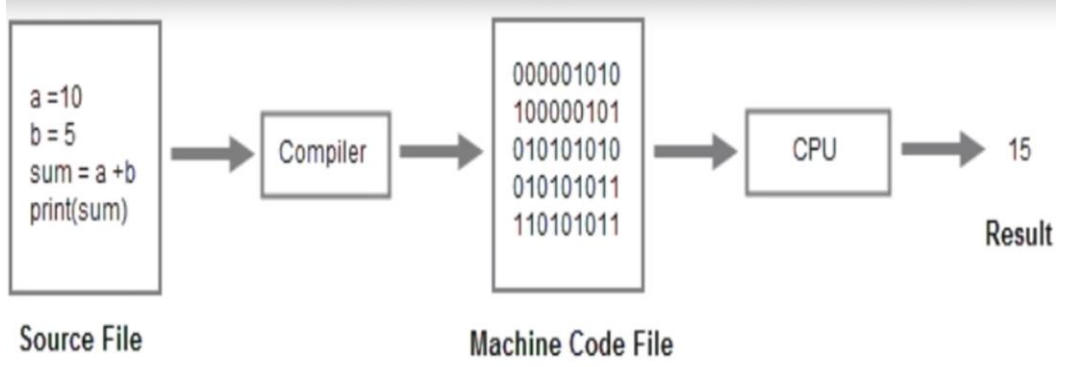 a =10
b = 5
sum = a +b
print(sum)
Source File
Compiler
000001010
100000101
010101010
010101011
110101011
Machine Code File
CPU
15
Result